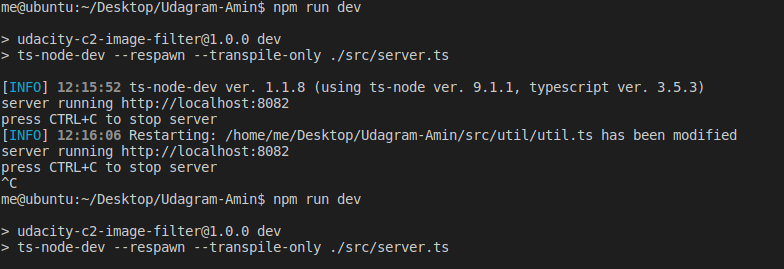 me@ubuntu:~/Desktop/Udagram-Amin$ npm run dev
> udacity-c2-image-filter@1.0.0 dev
> ts-node-dev --respawn --transpile-only ./src/server.ts
[INFO] 12:15:52 ts-node-dev ver. 1.1.8 (using ts-node ver. 9.1.1, typescript ver. 3.5.3)
server running http://localhost:8082
press CTRL+C to stop server
[INFO] 12:16:06 Restarting: /home/me/Desktop/Udagram-Amin/src/util/util.ts has been modified
server running http://localhost:8082
press CTRL+C to stop server
^C
me@ubuntu:~/Desktop/Udagram-Amin$ npm run dev
> udacity-c2-image-filter@1.0.0 dev
> ts-node-dev --respawn --transpile-only ./src/server.ts